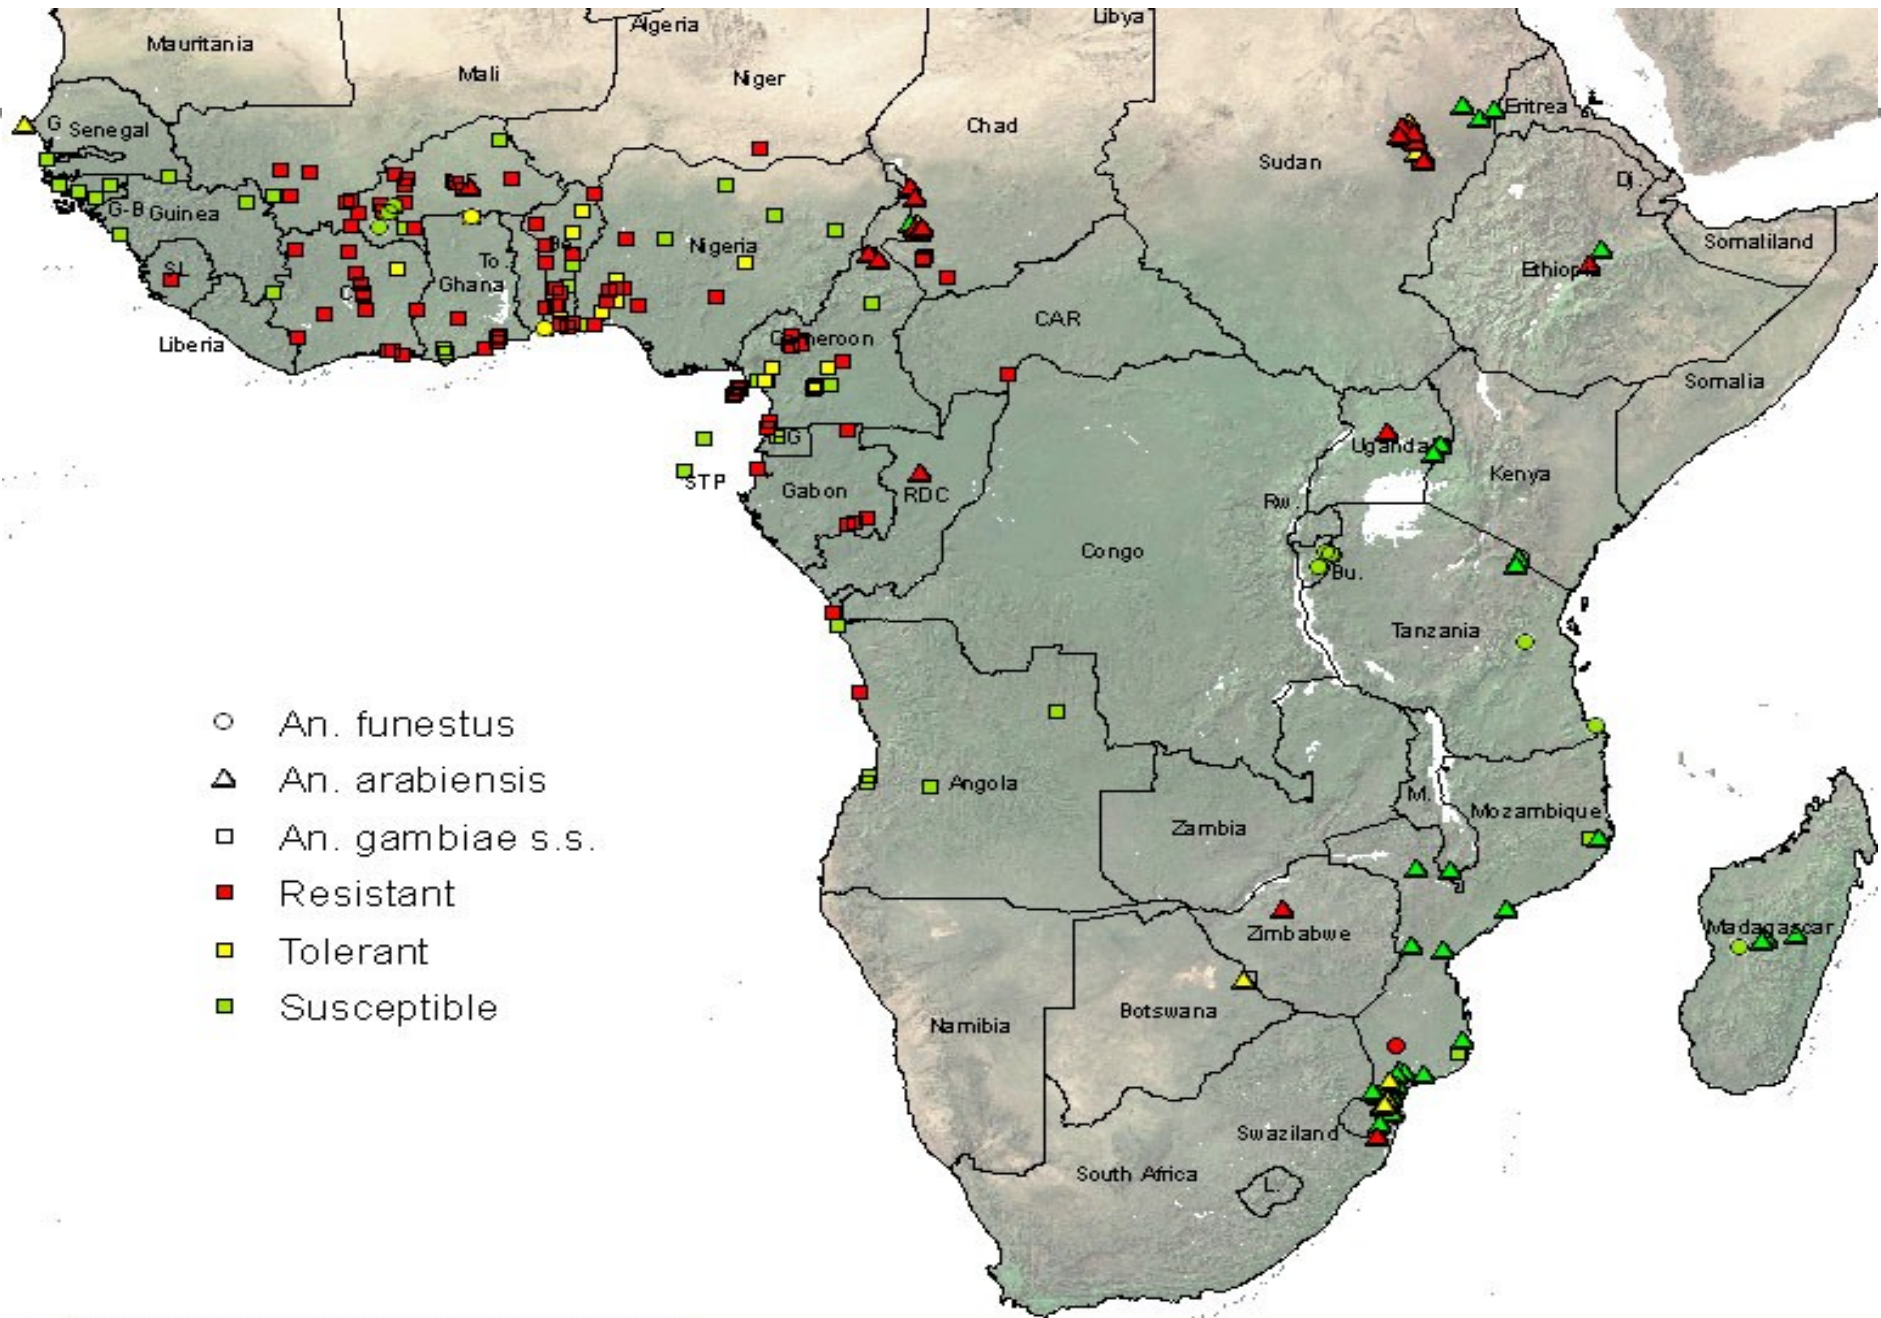 Libya
Algeria
Mauritania
Mali
Niger
Chad
Eritrea
G
Senegal
Sudan
Dj.
G-B
Guinea
Nigeria
Be.
Somaliland
To
SL
Ghana
Ethiopi
CAR
Liberia
Cameroon
Somalia
G
Uganda
Kenya
STP
Gabon
RDC
Rw.
Congo
Bu.
Tanzania
An. funestus
An. arabiensis
An. gambiae s.s.
Resistant
Tolerant
Susceptible
Angola
M.
Mozambique
Zambia
Madagascar
Zimbabwe
Botswana
Namibia
Swaziland
South Africa
L.